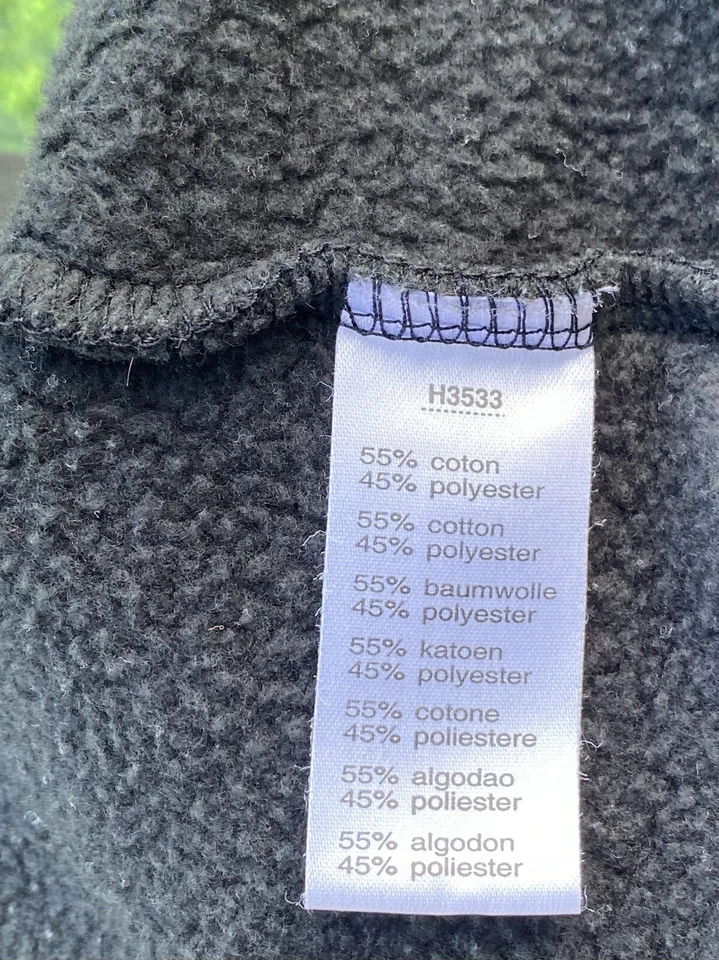 H3533
55% coton
45% polyester
55% cotton
45% polyester
55% baumwolle
45% polyester
55% katoen
45% polyester
55% cotone
45% poliestere
55% algodao
45% poliester
55% algodon
45% poliester